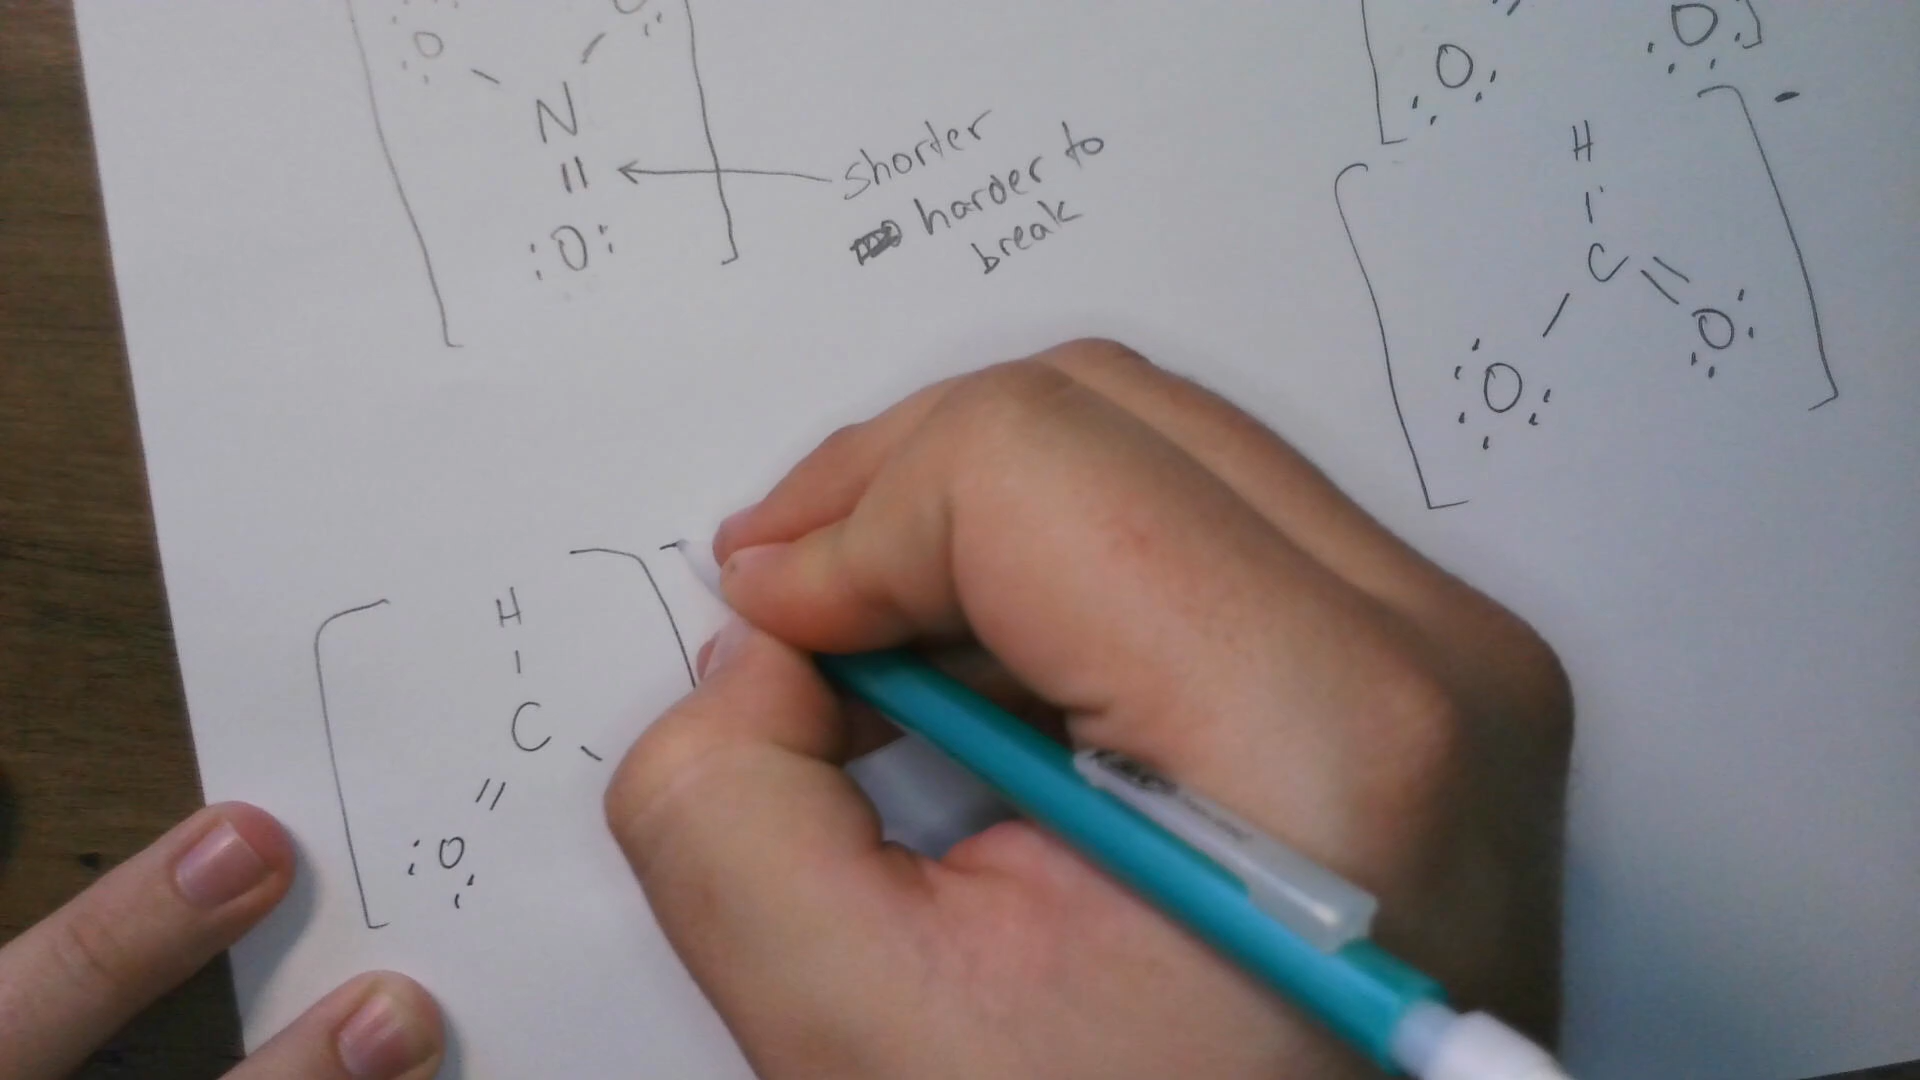 O O
N
||
:O:
shorter
harder to
break
O O
H
|
C
O O
H
|
C
//
:O